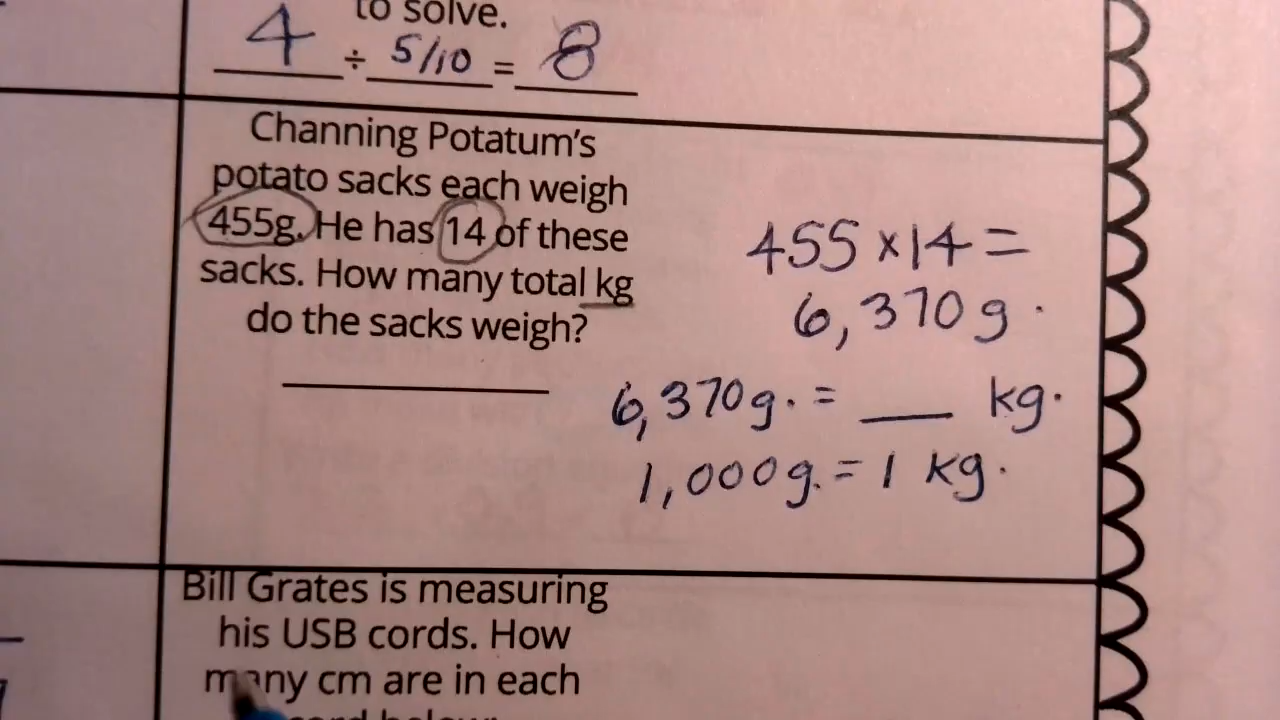 to solve.
4 ÷ 5/10 = 8
Channing Potatum's
potato sacks each weigh
455g. He has 14 of these
sacks. How many total kg
do the sacks weigh?
455 x 14 =
6,370 g.
6,370g. = ___ kg.
1,000g. = 1 kg.
Bill Grates is measuring
his USB cords. How
many cm are in each